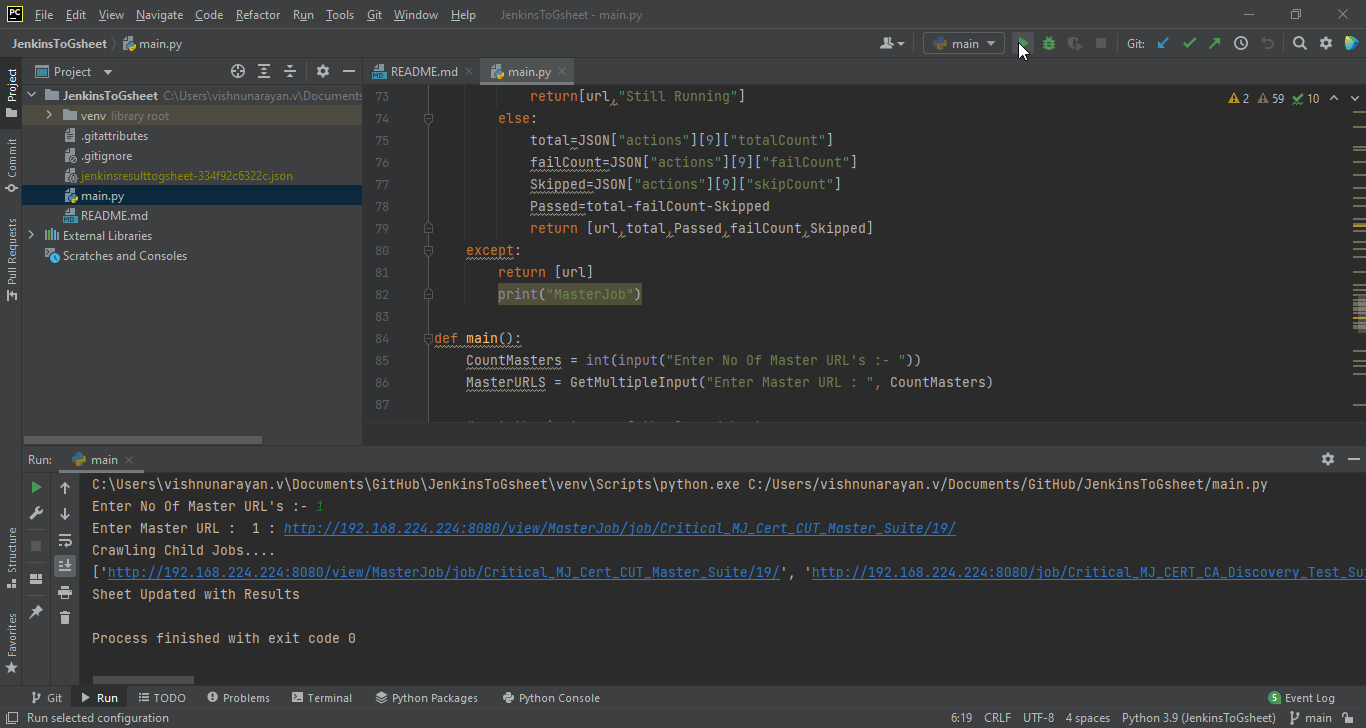 PC File Edit View Navigate Code Refactor Run Tools Git Window Help JenkinsToGsheet - main.py
JenkinsToGsheet main.py main Git:
Project
Commit
Pull Requests
Structure
Favorites
Project
JenkinsToGsheet C:\Users\vishnunarayan.v\Documents
venv library root
.gitattributes
.gitignore
jenkinsresulttogsheet-334f92c6322c.json
main.py
README.md
External Libraries
Scratches and Consoles
README.md main.py
2 59 10
73 return[url,"Still Running"]
74 else:
75 total=JSON["actions"][9]["totalCount"]
76 failCount=JSON["actions"][9]["failCount"]
77 Skipped=JSON["actions"][9]["skipCount"]
78 Passed=total-failCount-Skipped
79 return [url,total,Passed,failCount,Skipped]
80 except:
81 return [url]
82 print("MasterJob")
83
84 def main():
85 CountMasters = int(input("Enter No Of Master URL's :- "))
86 MasterURLS = GetMultipleInput("Enter Master URL : ", CountMasters)
87
Run: main
C:\Users\vishnunarayan.v\Documents\GitHub\JenkinsToGsheet\venv\Scripts\python.exe C:/Users/vishnunarayan.v/Documents/GitHub/JenkinsToGsheet/main.py
Enter No Of Master URL's :- 1
Enter Master URL :  1 : http://192.168.224.224:8080/view/MasterJob/job/Critical_MJ_Cert_CUT_Master_Suite/19/
Crawling Child Jobs....
['http://192.168.224.224:8080/view/MasterJob/job/Critical_MJ_Cert_CUT_Master_Suite/19/', 'http://192.168.224.224:8080/job/Critical_MJ_CERT_CA_Discovery_Test_Su
Sheet Updated with Results
Process finished with exit code 0
Git Run TODO Problems Terminal Python Packages Python Console 5 Event Log
Run selected configuration 6:19 CRLF UTF-8 4 spaces Python 3.9 (JenkinsToGsheet) main